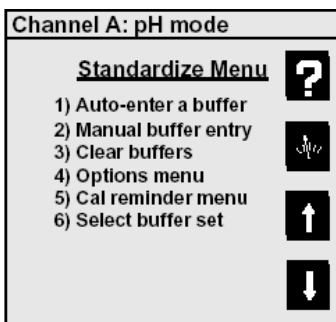 Channel A: pH mode
Standardize Menu
?
1) Auto-enter a buffer
2) Manual buffer entry
3) Clear buffers
4) Options menu
5) Cal reminder menu
6) Select buffer set